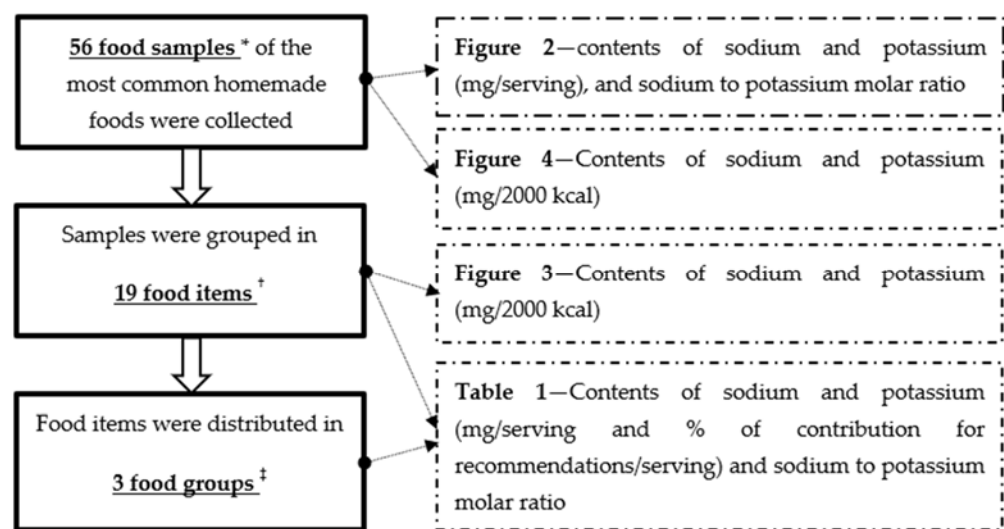 56 food samples * of the
most common homemade
foods were collected
Samples were grouped in
19 food items †
Food items were distributed in
3 food groups ‡
Figure 2—contents of sodium and potassium
(mg/serving), and sodium to potassium molar ratio
Figure 4—Contents of sodium and potassium
(mg/2000 kcal)
Figure 3—Contents of sodium and potassium
(mg/2000 kcal)
Table 1—Contents of sodium and potassium
(mg/serving and % of contribution for
recommendations/serving) and sodium to potassium
molar ratio